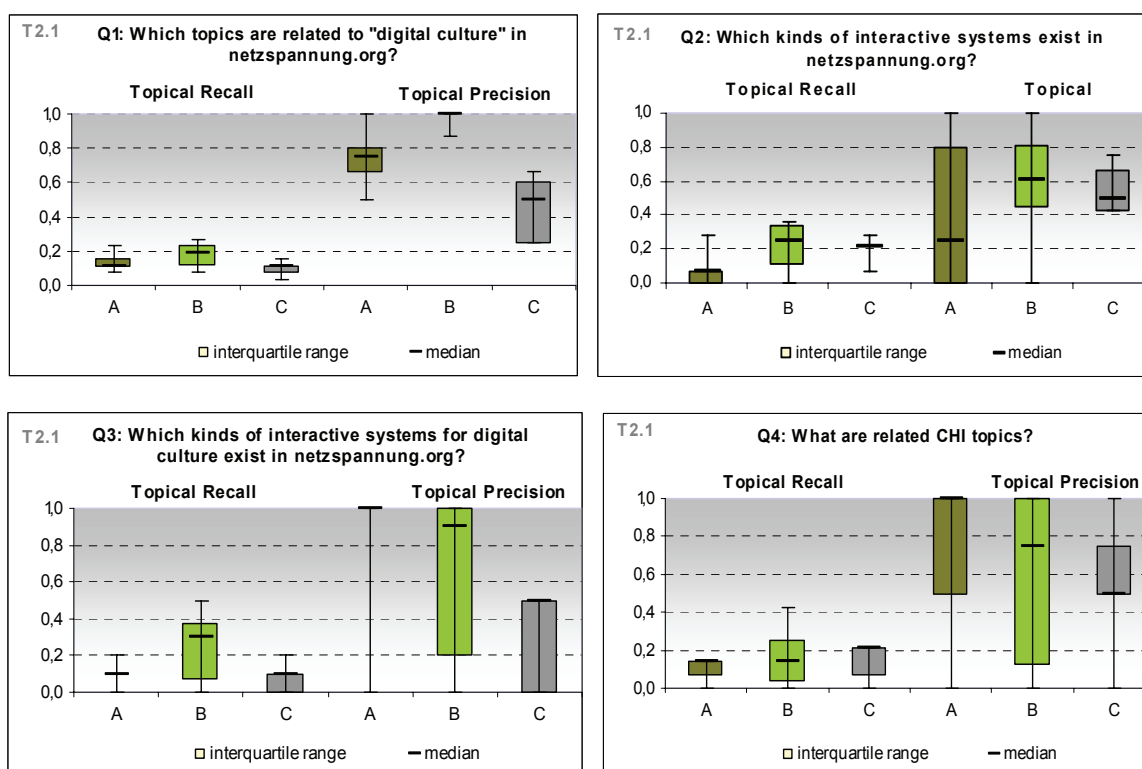 T2.1
Q1: Which topics are related to "digital culture" in
netzspannung.org?
Topical Recall
Topical Precision
1,0
0,8
0,6
0,4
0,2
0,0
A B C A B C
interquartile range median
T2.1
Q2: Which kinds of interactive systems exist in
netzspannung.org?
Topical Recall
Topical
1,0
0,8
0,6
0,4
0,2
0,0
A B C A B C
interquartile range median
T2.1
Q3: Which kinds of interactive systems for digital
culture exist in netzspannung.org?
Topical Recall
Topical Precision
1,0
0,8
0,6
0,4
0,2
0,0
A B C A B C
interquartile range median
T2.1
Q4: What are related CHI topics?
Topical Recall
Topical Precision
1,0
0,8
0,6
0,4
0,2
0,0
A B C A B C
interquartile range median